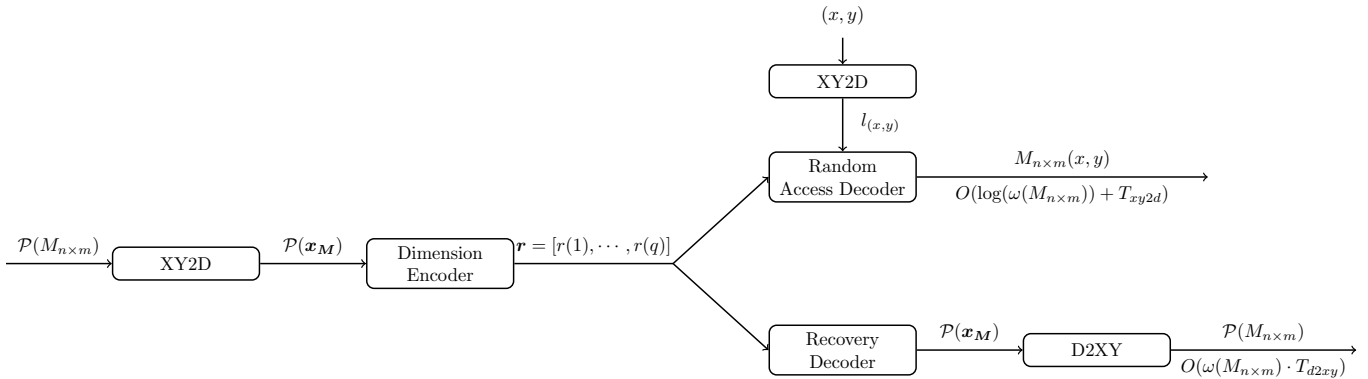 (x, y)
XY2D
l_{(x,y)}
Random
Access Decoder
M_{n×m}(x, y)
O(log(ω(M_{n×m})) + T_{xy2d})
𝒫(M_{n×m})
XY2D
𝒫(𝒙_𝑴)
Dimension
Encoder
𝒓 = [r(1), ⋯ , r(q)]
Recovery
Decoder
𝒫(𝒙_𝑴)
D2XY
𝒫(M_{n×m})
O(ω(M_{n×m}) · T_{d2xy})